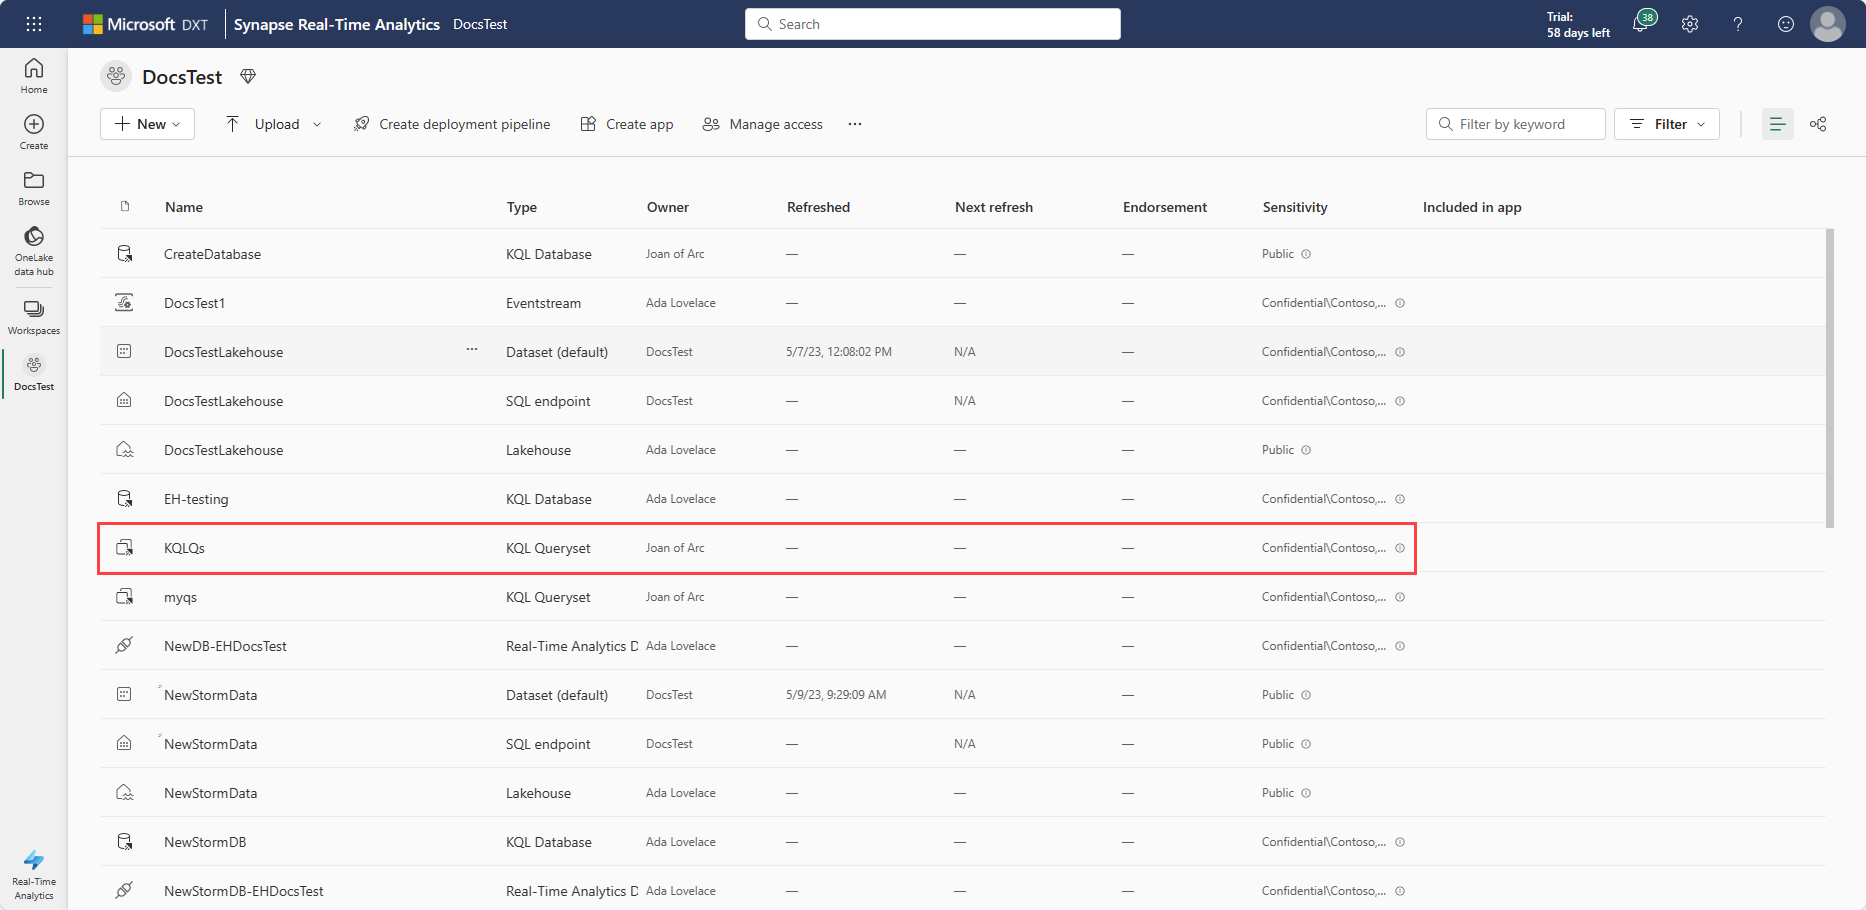 Microsoft DXT Synapse Real-Time Analytics DocsTest
Search
Trial:
58 days left
38
?
Home
Create
Browse
OneLake
data hub
Workspaces
DocsTest
Real-Time
Analytics
DocsTest
New Upload Create deployment pipeline Create app Manage access ...
Filter by keyword Filter
Name Type Owner Refreshed Next refresh Endorsement Sensitivity Included in app
CreateDatabase KQL Database Joan of Arc — — — Public
DocsTest1 Eventstream Ada Lovelace — — — Confidential\Contoso,...
DocsTestLakehouse ... Dataset (default) DocsTest 5/7/23, 12:08:02 PM N/A — Confidential\Contoso,...
DocsTestLakehouse SQL endpoint DocsTest — N/A — Confidential\Contoso,...
DocsTestLakehouse Lakehouse Ada Lovelace — — — Public
EH-testing KQL Database Ada Lovelace — — — Confidential\Contoso,...
KQLQs KQL Queryset Joan of Arc — — — Confidential\Contoso,...
myqs KQL Queryset Joan of Arc — — — Confidential\Contoso,...
NewDB-EHDocsTest Real-Time Analytics D Ada Lovelace — — — Confidential\Contoso,...
NewStormData Dataset (default) DocsTest 5/9/23, 9:29:09 AM N/A — Public
NewStormData SQL endpoint DocsTest — N/A — Public
NewStormData Lakehouse Ada Lovelace — — — Public
NewStormDB KQL Database Ada Lovelace — — — Confidential\Contoso,...
NewStormDB-EHDocsTest Real-Time Analytics D Ada Lovelace — — — Confidential\Contoso,...